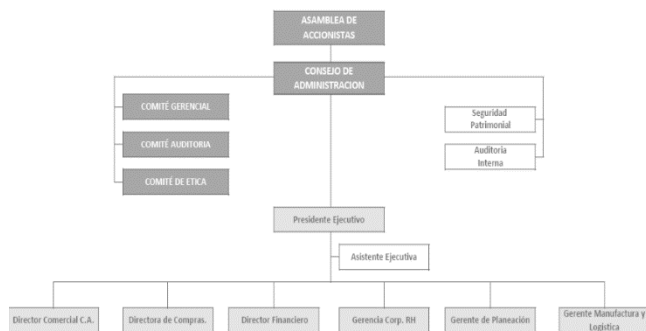 ASAMBLEA DE
ACCIONISTAS
CONSEJO DE
ADMINISTRACION
COMITÉ GERENCIAL
COMITÉ AUDITORIA
COMITÉ DE ETICA
Seguridad
Patrimonial
Auditoria
Interna
Presidente Ejecutivo
Asistente Ejecutiva
Director Comercial C.A.
Directora de Compras.
Director Financiero
Gerencia Corp. RH
Gerente de Planeación
Gerente Manufactura y
Logística